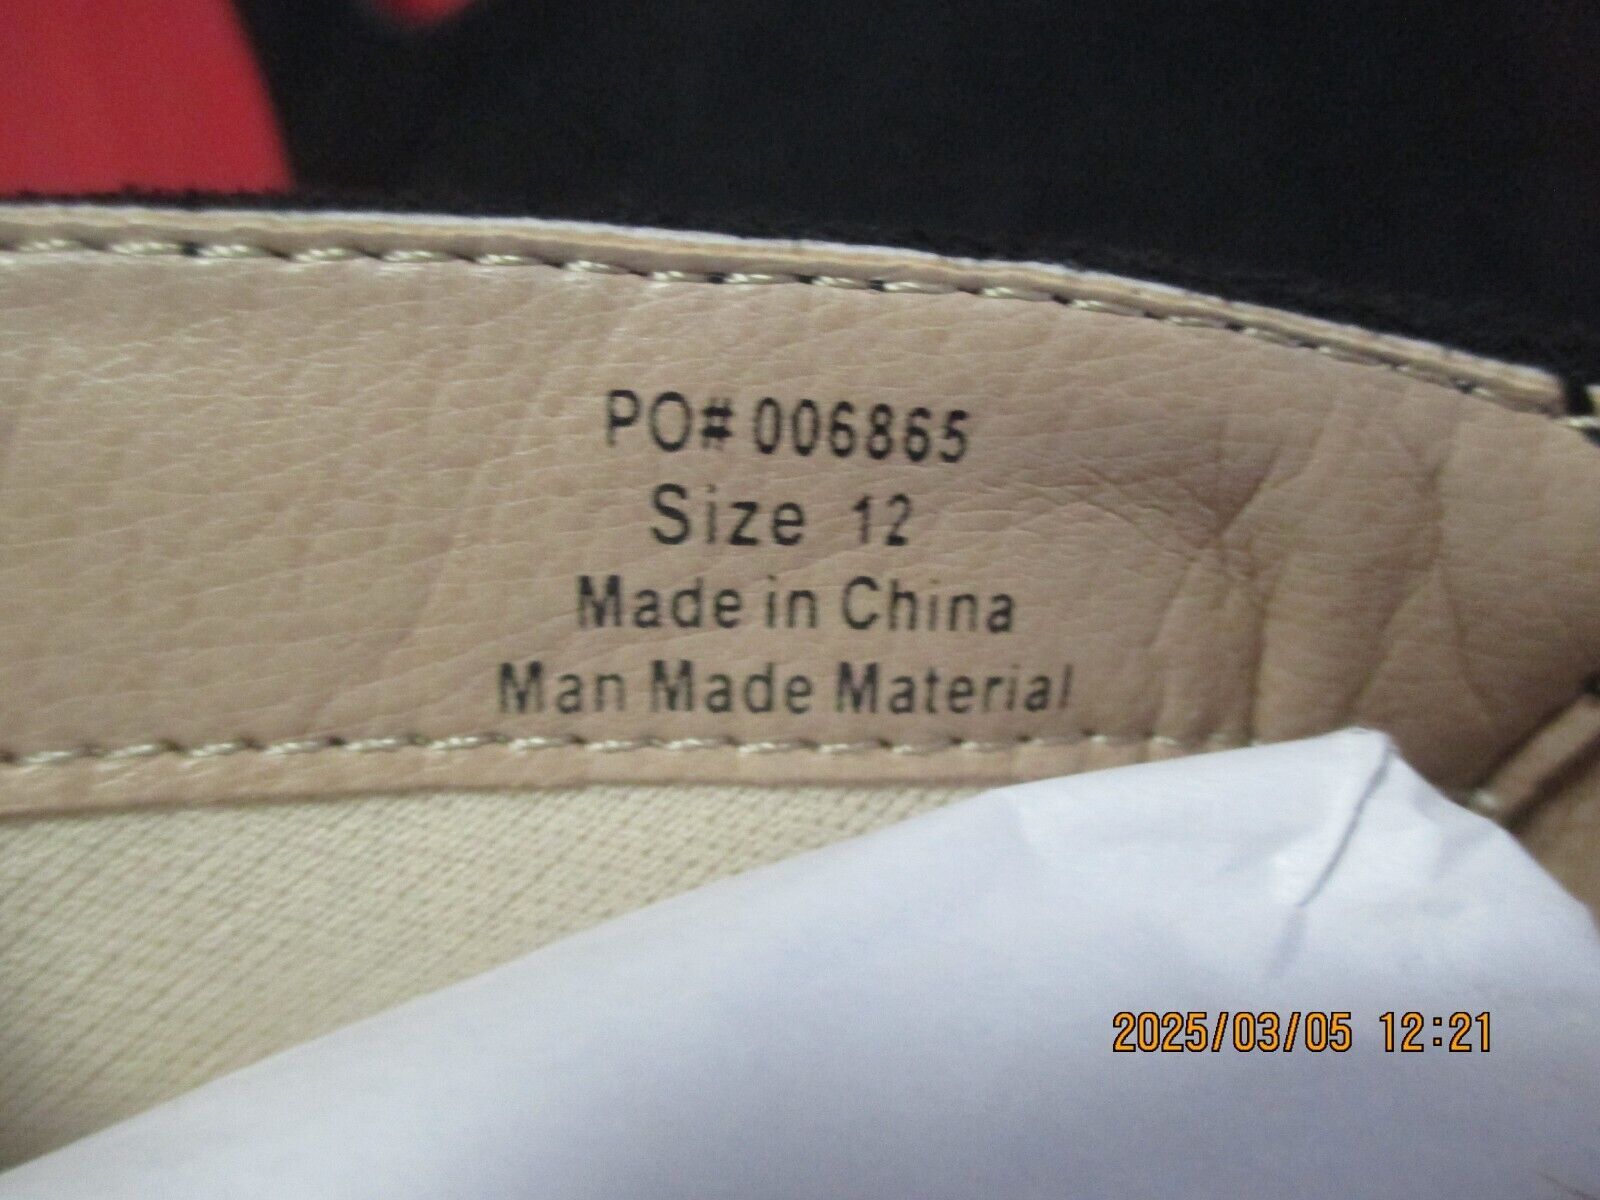 PO# 006865
Size 12
Made in China
Man Made Material
2025/03/05 12:21